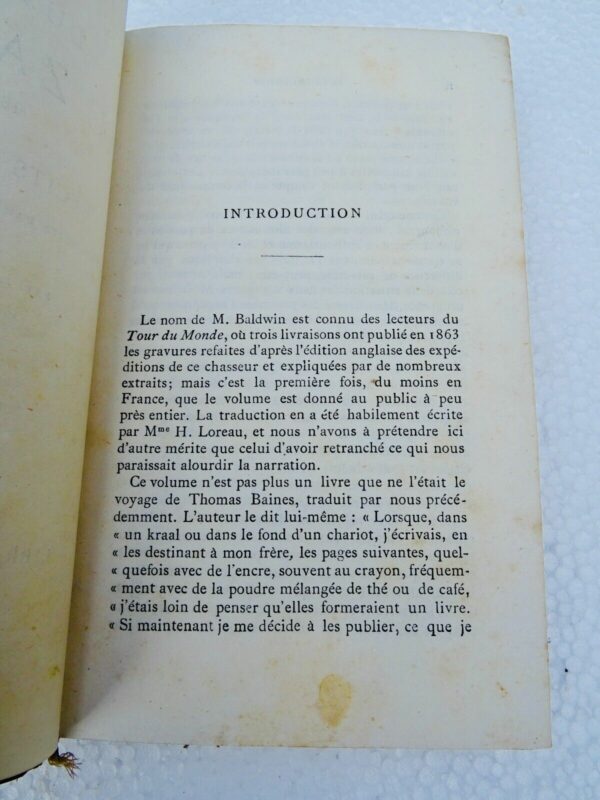 INTRODUCTION
Le nom de M. Baldwin est connu des lecteurs du
Tour du Monde, où trois livraisons ont publié en 1863
les gravures refaites d'après l'édition anglaise des expé-
ditions de ce chasseur et expliquées par de nombreux
extraits; mais c'est la première fois, du moins en
France, que le volume est donné au public à peu
près entier. La traduction en a été habilement écrite
par Mme H. Loreau, et nous n'avons à prétendre ici
d'autre mérite que celui d'avoir retranché ce qui nous
paraissait alourdir la narration.
Ce volume n'est pas plus un livre que ne l'était le
voyage de Thomas Baines, traduit par nous précé-
demment. L'auteur le dit lui-même : « Lorsque, dans
« un kraal ou dans le fond d'un chariot, j'écrivais, en
« les destinant à mon frère, les pages suivantes, quel-
« quefois avec de l'encre, souvent au crayon, fréquem-
« ment avec de la poudre mélangée de thé ou de café,
« j'étais loin de penser qu'elles formeraient un livre.
« Si maintenant je me décide à les publier, ce que je